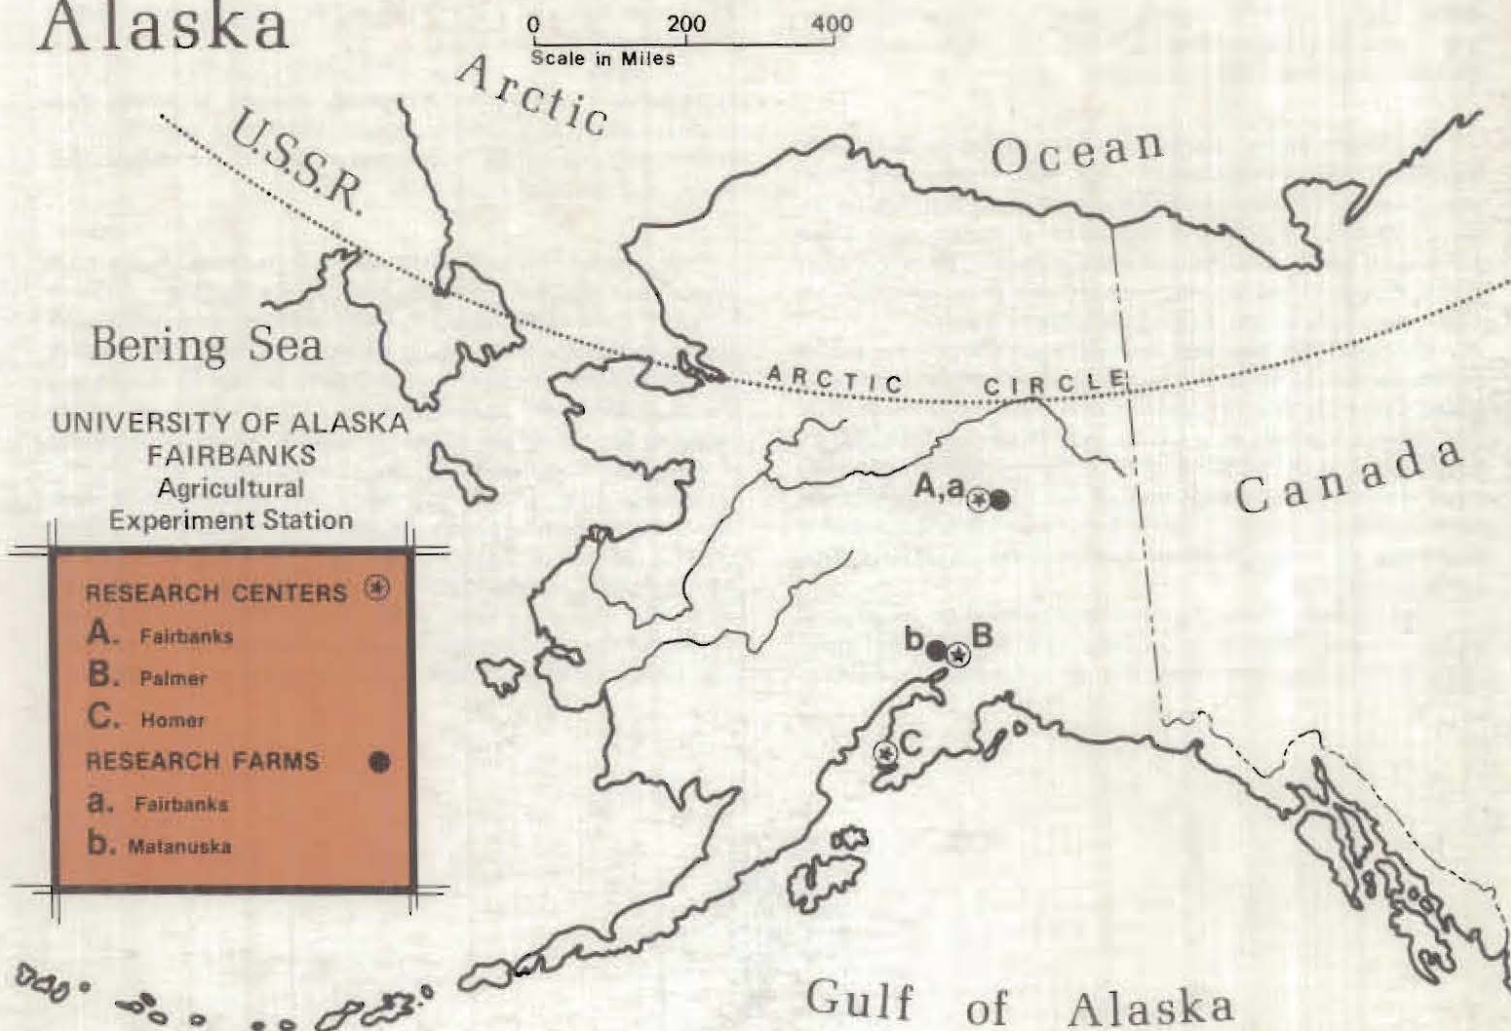 Alaska
0 200 400
Scale in Miles
Arctic
Ocean
U.S.S.R.
Bering Sea
ARCTIC CIRCLE
Canada
UNIVERSITY OF ALASKA
FAIRBANKS
Agricultural
Experiment Station
A,a
b B
C
RESEARCH CENTERS
A. Fairbanks
B. Palmer
C. Homer
RESEARCH FARMS
a. Fairbanks
b. Matanuska
Gulf of Alaska